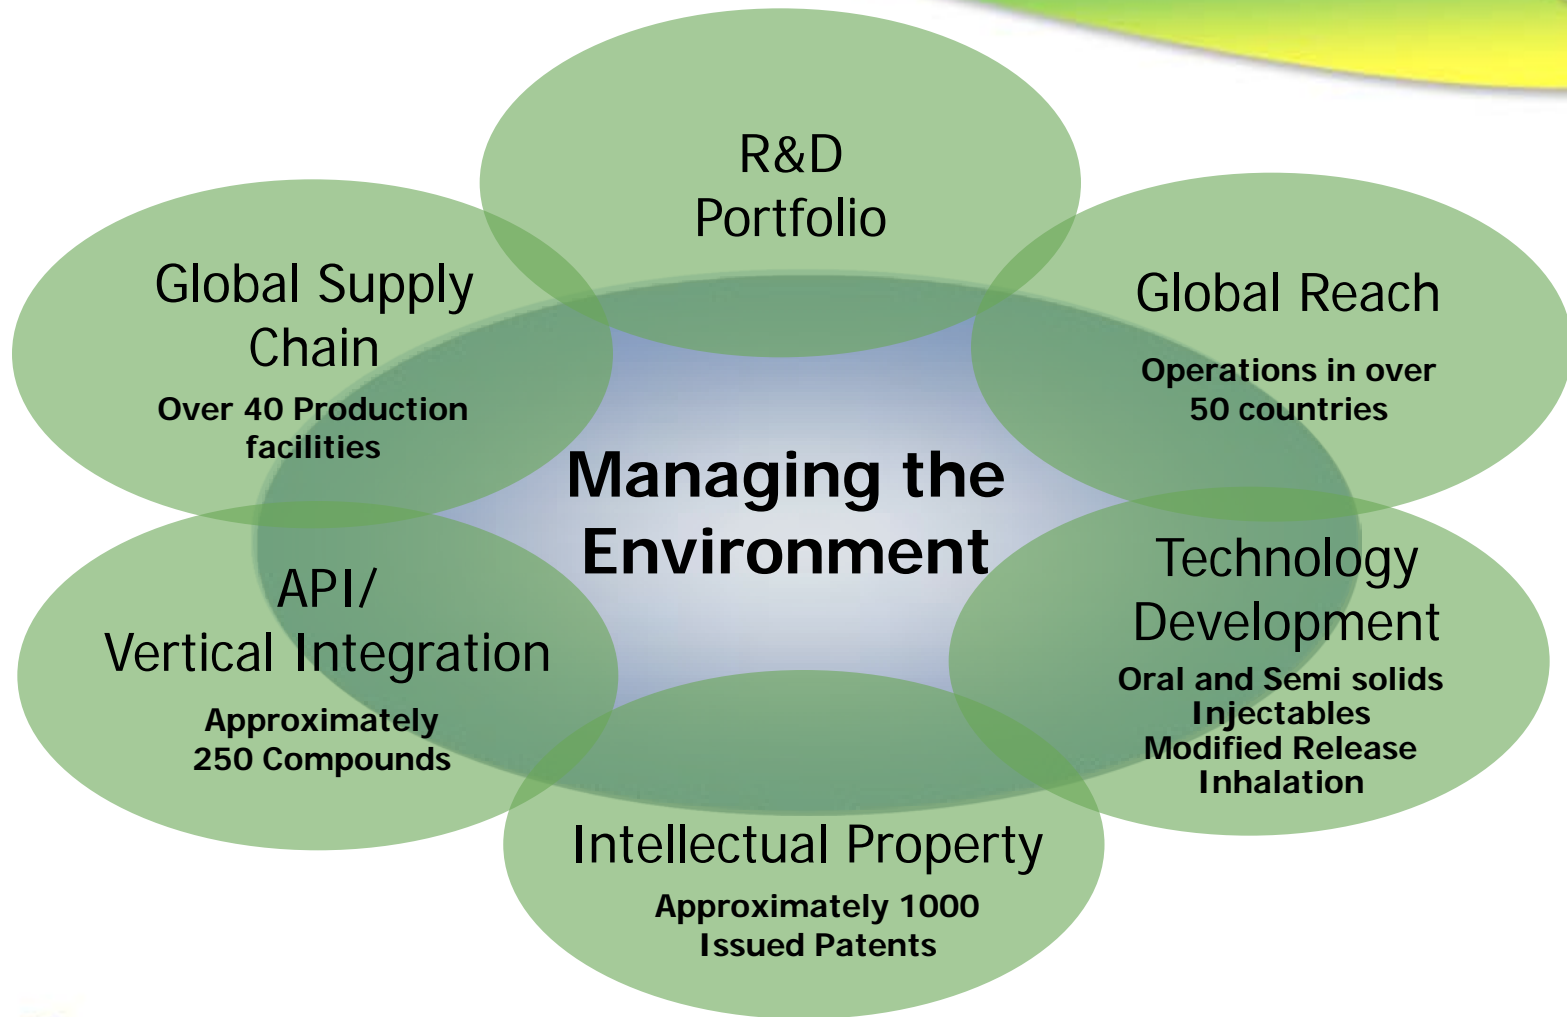 R&D
Portfolio
Global Supply
Chain
Over 40 Production
facilities
Global Reach
Operations in over
50 countries
Managing the
Environment
API/
Vertical Integration
Approximately
250 Compounds
Technology
Development
Oral and Semi solids
Injectables
Modified Release
Inhalation
Intellectual Property
Approximately 1000
Issued Patents